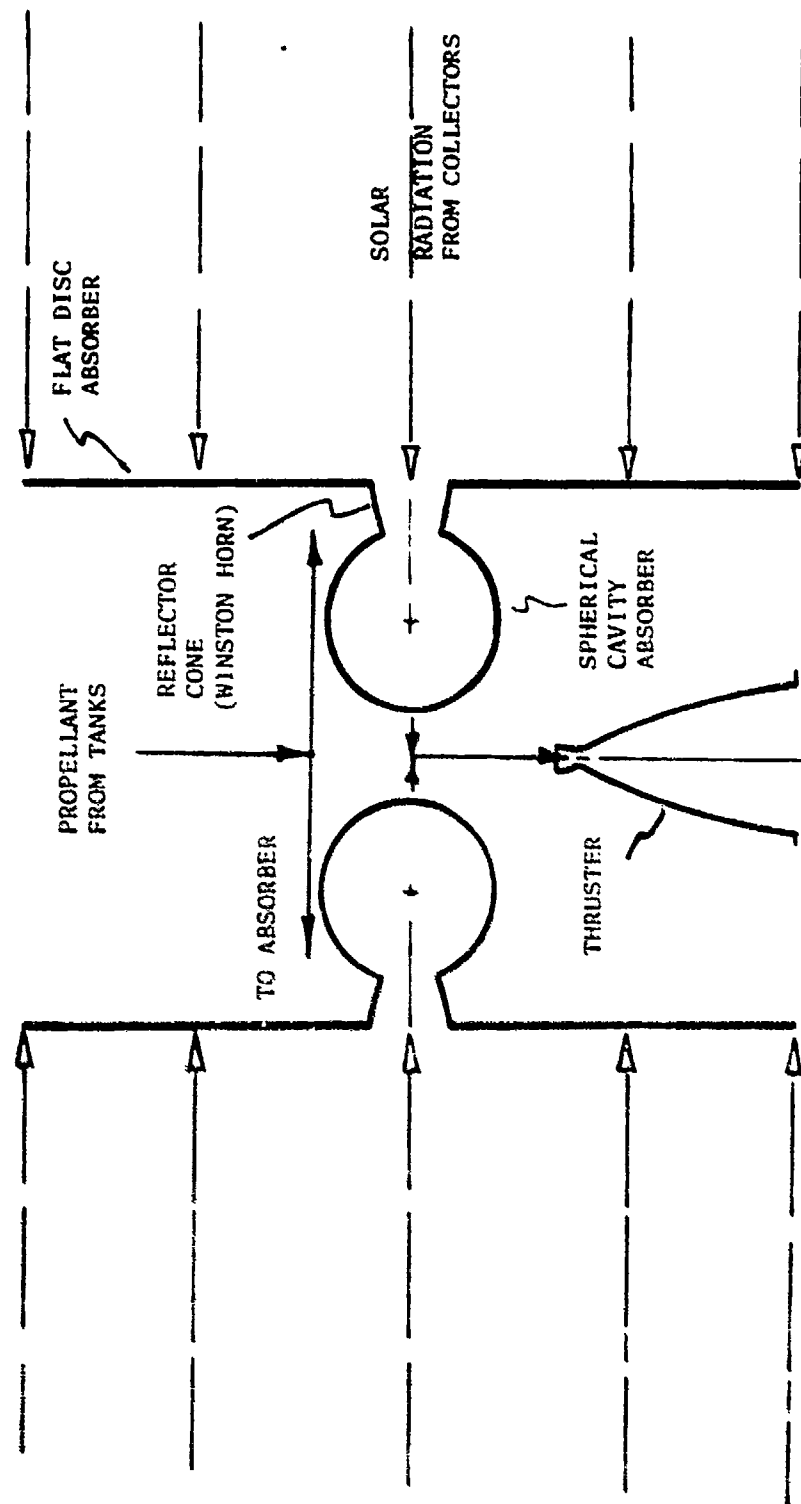 FLAT DISC
ABSORBER
SOLAR
RADIATION
FROM COLLECTORS
REFLECTOR
CONE
(WINSTON HORN)
PROPELLANT
FROM TANKS
SPHERICAL
CAVITY
ABSORBER
TO ABSORBER
THRUSTER